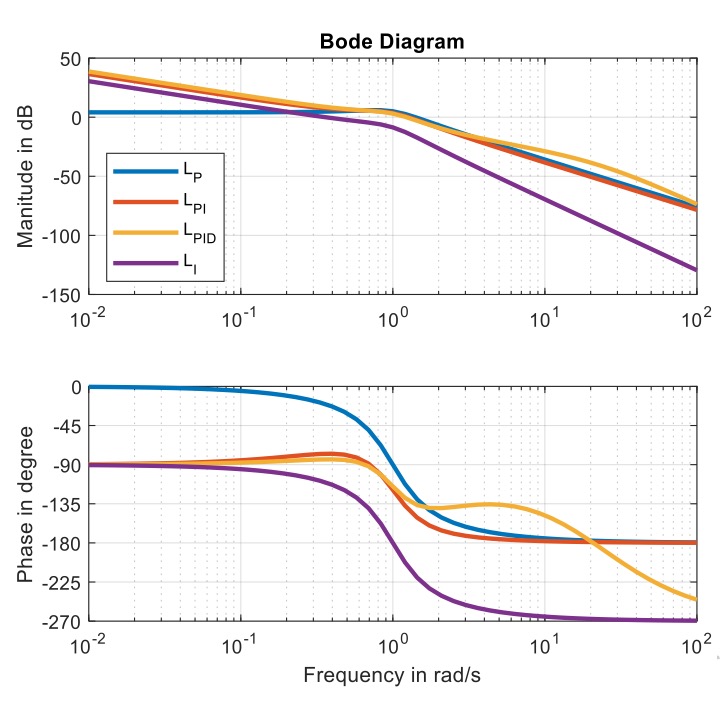 Bode Diagram
50
0
-50
-100
-150
Manitude in dB
L_P
L_PI
L_PID
L_I
10^-2 10^-1 10^0 10^1 10^2
0
-45
-90
-135
-180
-225
-270
Phase in degree
10^-2 10^-1 10^0 10^1 10^2
Frequency in rad/s